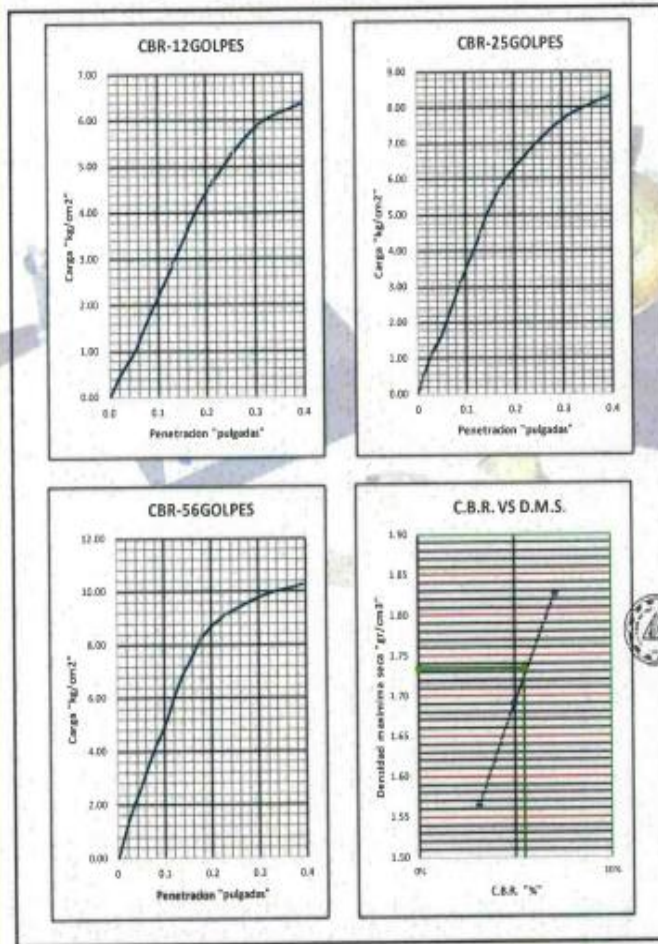 CBR-12GOLPES
7.00
6.00
5.00
4.00
3.00
2.00
1.00
0.00
Carga "kg/cm2"
0.0 0.1 0.2 0.3 0.4
Penetracion "pulgadas"
CBR-25GOLPES
9.00
8.00
7.00
6.00
5.00
4.00
3.00
2.00
1.00
0.00
Carga "kg/cm2"
0 0.1 0.2 0.3 0.4
Penetracion "pulgadas"
CBR-56GOLPES
12.00
10.00
8.00
6.00
4.00
2.00
0.00
Carga "kg/cm2"
0 0.1 0.2 0.3 0.4
Penetracion "pulgadas"
C.B.R. VS D.M.S.
1.90
1.85
1.80
1.75
1.70
1.65
1.60
1.55
1.50
Densidad maxima seca "gr/cm3"
0% 10%
C.B.R. "%"